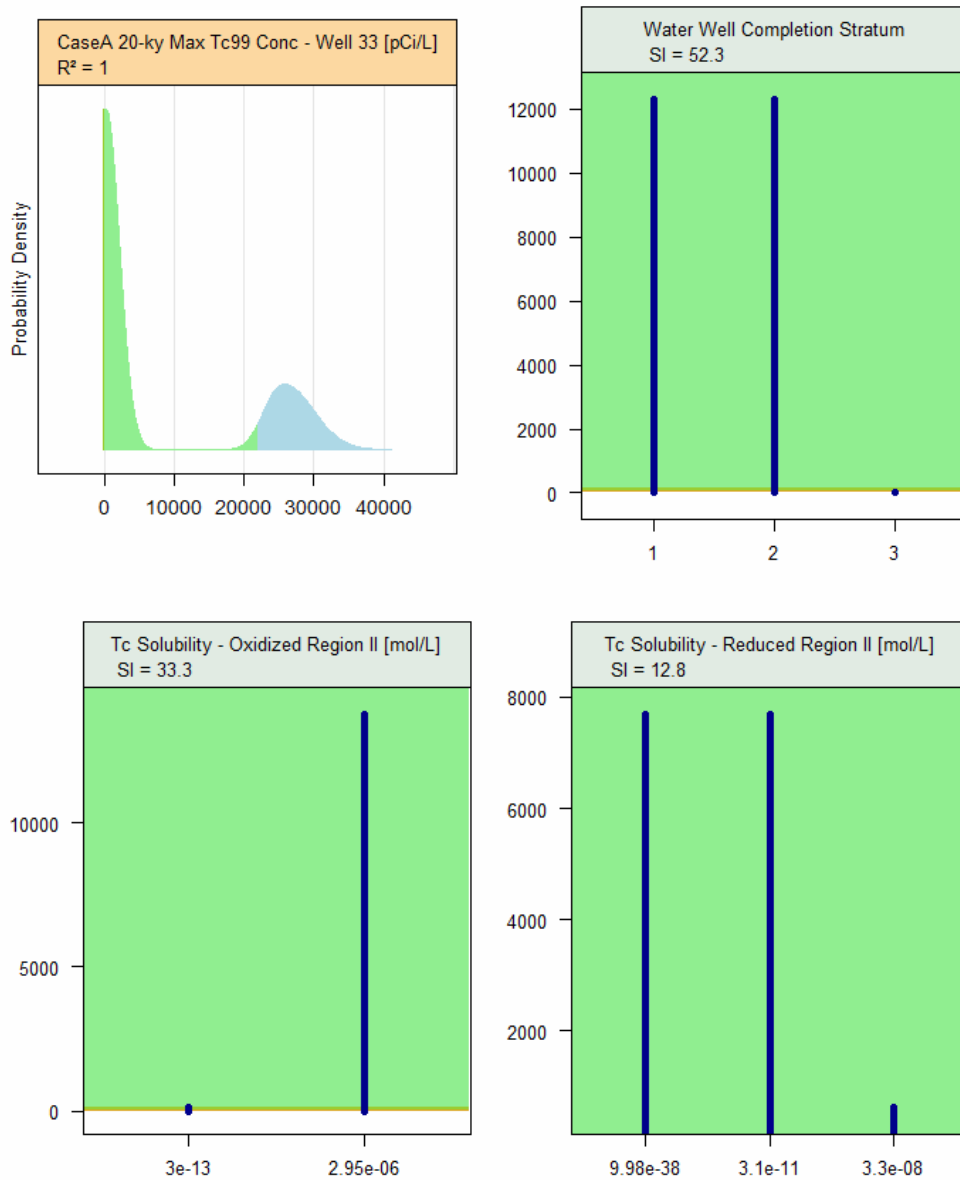 CaseA 20-ky Max Tc99 Conc - Well 33 [pCi/L]
R² = 1
Probability Density
0 10000 20000 30000 40000
Water Well Completion Stratum
SI = 52.3
12000
10000
8000
6000
4000
2000
0
1 2 3
Tc Solubility - Oxidized Region II [mol/L]
SI = 33.3
10000
5000
0
3e-13 2.95e-06
Tc Solubility - Reduced Region II [mol/L]
SI = 12.8
8000
6000
4000
2000
9.98e-38 3.1e-11 3.3e-08